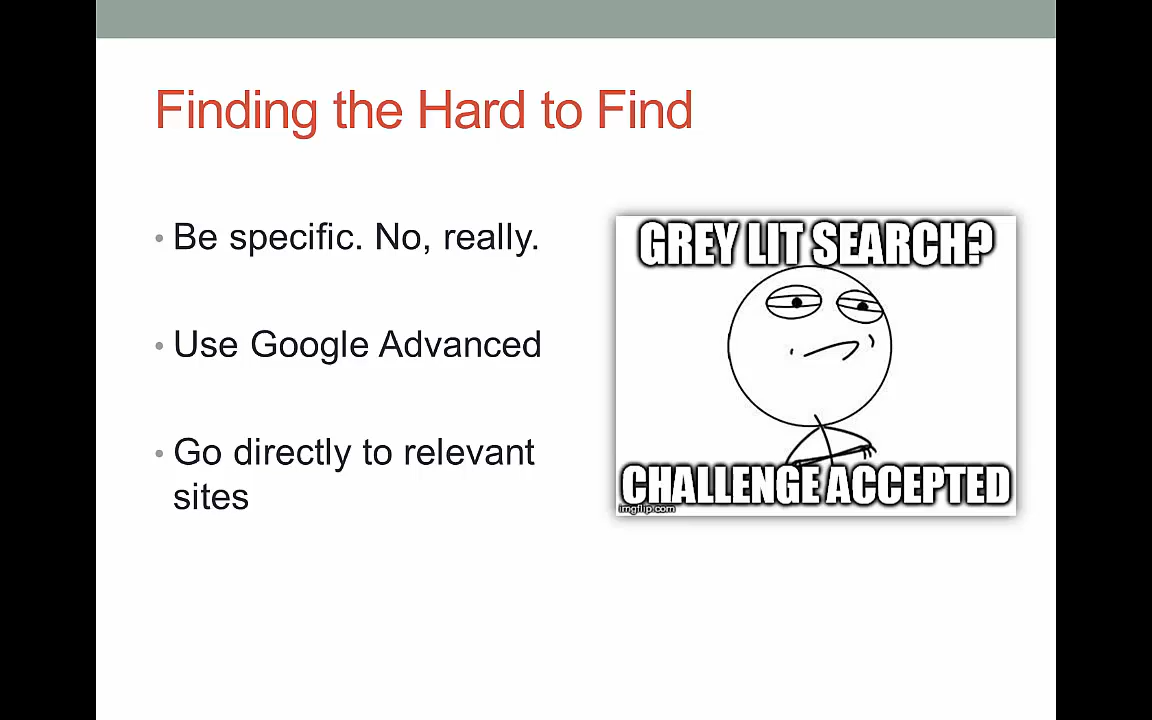 Finding the Hard to Find
• Be specific. No, really.
• Use Google Advanced
• Go directly to relevant
sites
GREY LIT SEARCH?
CHALLENGE ACCEPTED
imgflip.com